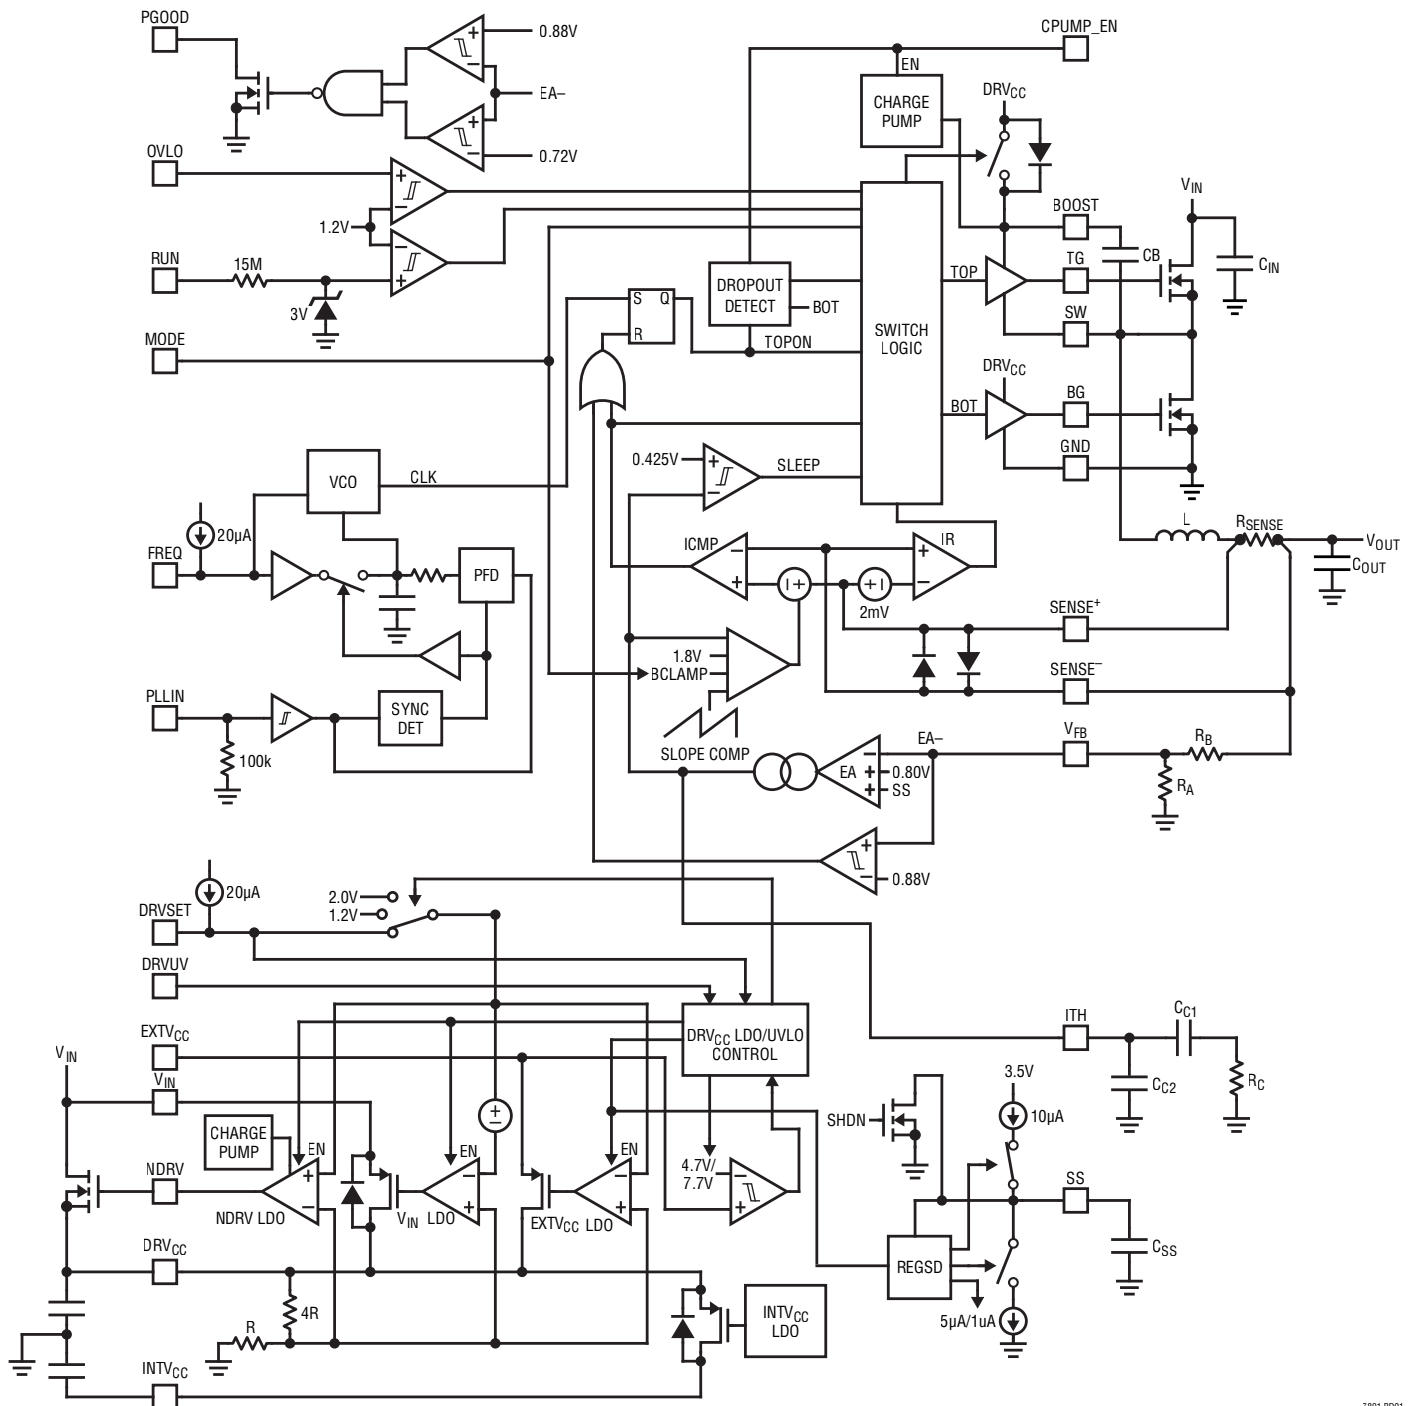 PGOOD
0.88V
EA–
0.72V
CPUMP_EN
EN
CHARGE
PUMP
DRVCC
OVLO
1.2V
RUN
15M
3V
MODE
VIN
BOOST
CB
CIN
TG
TOP
SW
DRVCC
BG
BOT
GND
DROPOUT
DETECT
BOT
S Q
R
TOPON
SWITCH
LOGIC
0.425V
SLEEP
VCO
CLK
20µA
FREQ
PFD
ICMP
IR
2mV
L
RSENSE
VOUT
COUT
SENSE+
SENSE–
1.8V
BCLAMP
SLOPE COMP
PLLIN
SYNC
DET
100k
EA–
VFB
RB
RA
EA
0.80V
SS
0.88V
20µA
2.0V
1.2V
DRVSET
DRVUV
EXTVCC
DRVCC LDO/UVLO
CONTROL
VIN
VIN
CHARGE
PUMP
EN
EN
EN
NDRV
NDRV LDO
VIN LDO
EXTVCC LDO
4.7V/
7.7V
DRVCC
4R
R
INTVCC
INTVCC
LDO
ITH
CC1
CC2
RC
3.5V
10µA
SHDN
SS
CSS
REGSD
5µA/1uA
7801 BD01